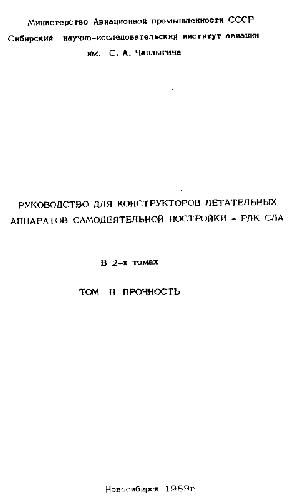 Министерство Авиационной промышленности СССР
Сибирский научно-исследовательский институт авиации
им. С. А. Чаплыгина
РУКОВОДСТВО ДЛЯ КОНСТРУКТОРОВ ЛЕТАТЕЛЬНЫХ
АППАРАТОВ САМОДЕЯТЕЛЬНОЙ ПОСТРОЙКИ - РДК СЛА
В 2-х томах
ТОМ II ПРОЧНОСТЬ
Новосибирск 1989г